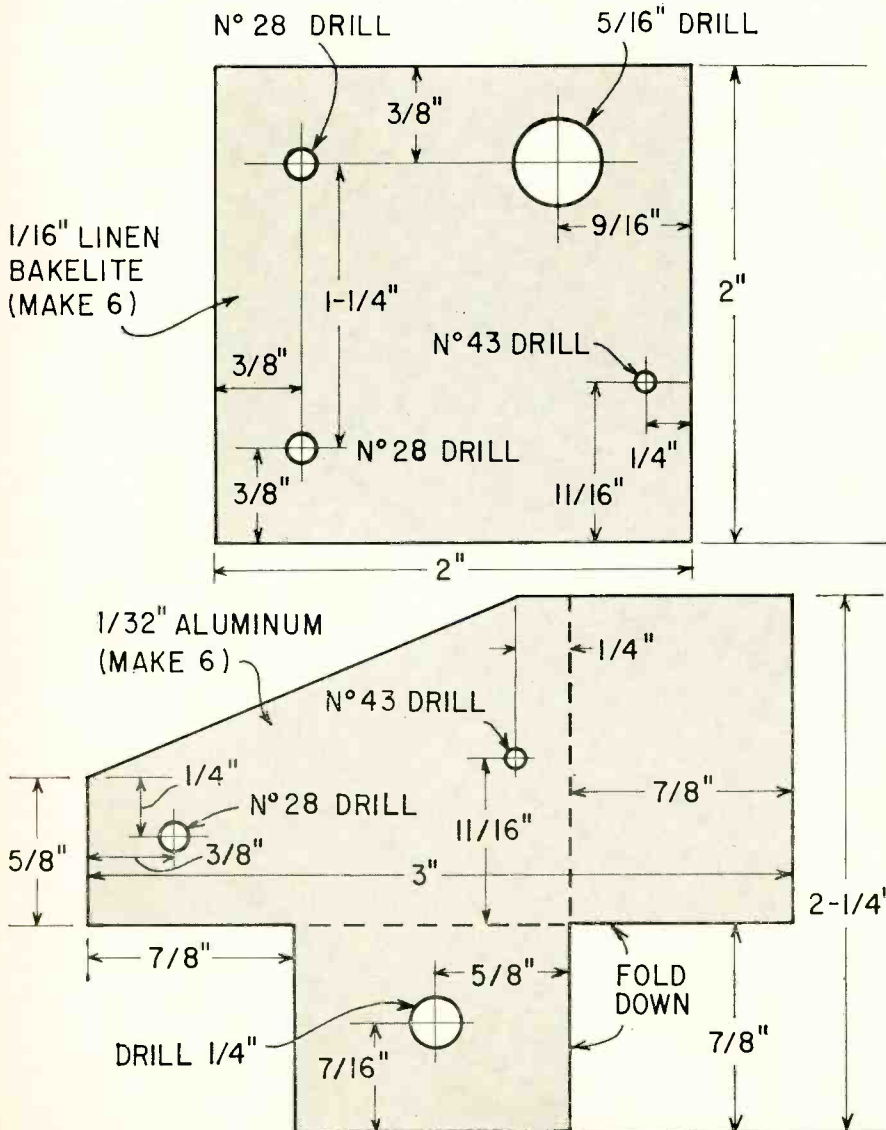 N° 28 DRILL
5/16" DRILL
3/8"
9/16"
1/16" LINEN
BAKELITE
(MAKE 6)
1-1/4"
2"
N° 43 DRILL
3/8"
1/4"
N° 28 DRILL
3/8"
11/16"
2"
1/32" ALUMINUM
(MAKE 6)
1/4"
N° 43 DRILL
1/4"
7/8"
N° 28 DRILL
11/16"
5/8"
3/8"
3"
2-1/4"
7/8"
5/8"
FOLD
DOWN
DRILL 1/4"
7/16"
7/8"